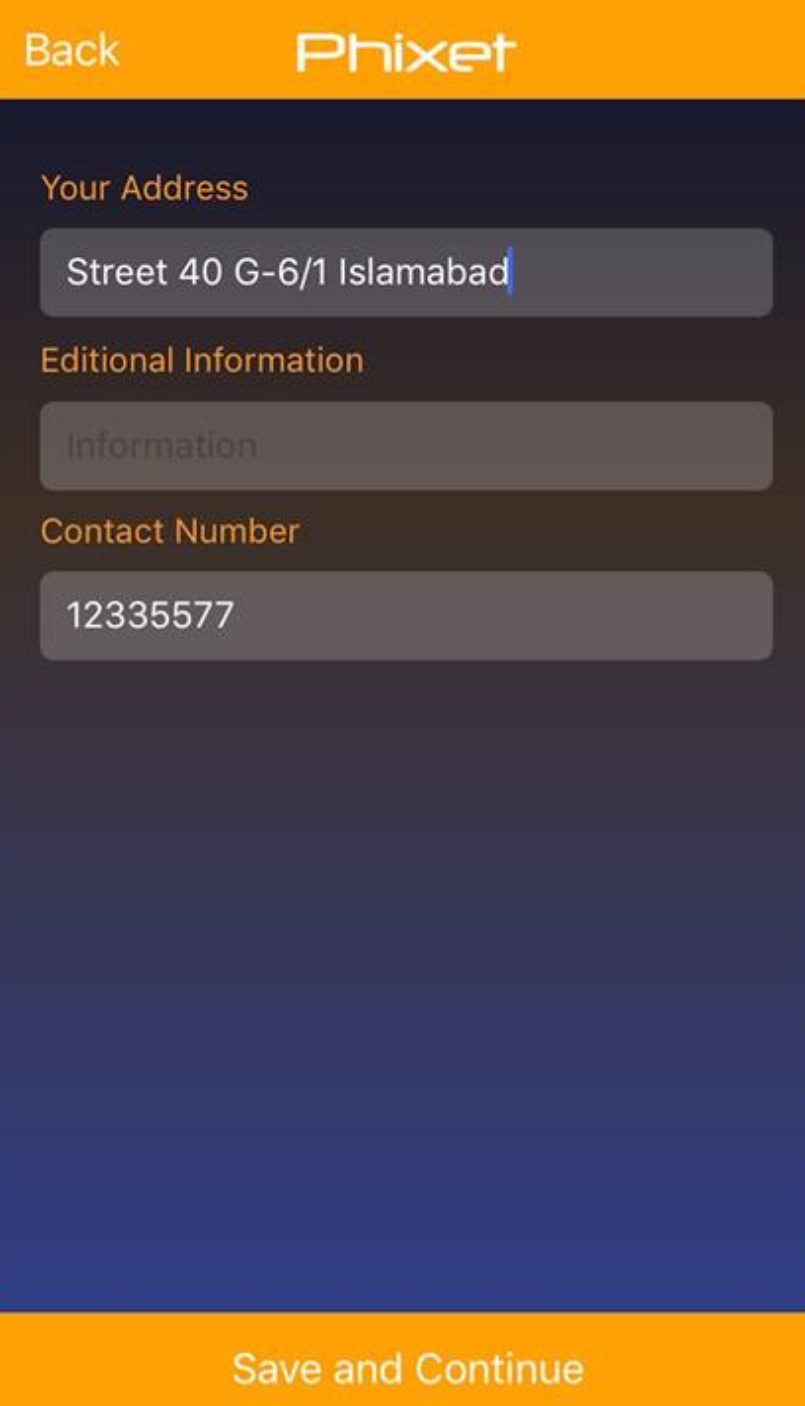 Back
Phixet
Your Address
Street 40 G-6/1 Islamabad
Editional Information
Information
Contact Number
12335577
Save and Continue